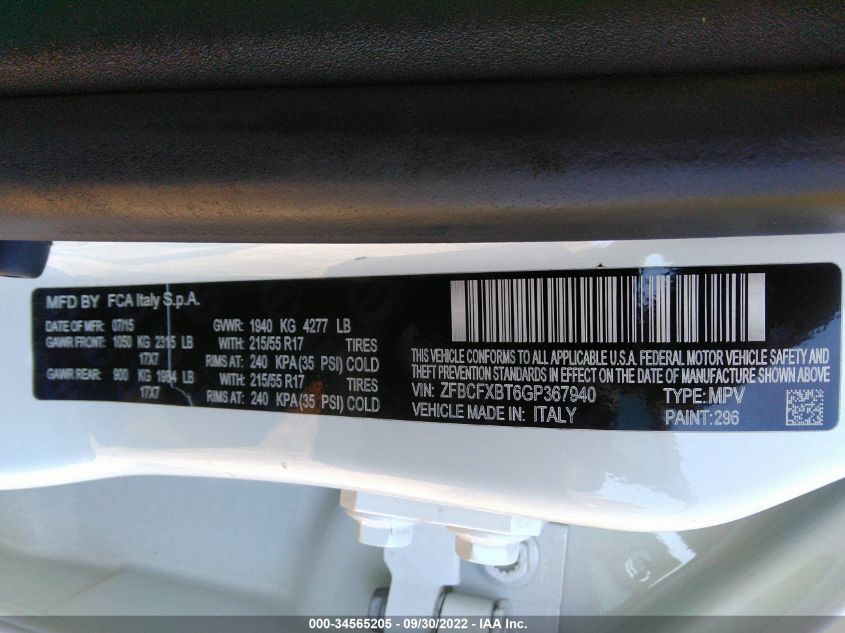 MFD BY FCA Italy S.p.A.
DATE OF MFR: 07/15 GVWR: 1940 KG 4277 LB
GAWR FRONT: 1050 KG 2315 LB WITH: 215/55 R17 TIRES
17X7 RIMS AT: 240 KPA(35 PSI) COLD
GAWR REAR: 900 KG 1984 LB WITH: 215/55 R17 TIRES
17X7 RIMS AT: 240 KPA(35 PSI) COLD
THIS VEHICLE CONFORMS TO ALL APPLICABLE U.S.A. FEDERAL MOTOR VEHICLE SAFETY AND
THEFT PREVENTION STANDARDS IN EFFECT ON THE DATE OF MANUFACTURE SHOWN ABOVE
VIN: ZFBCFXBT6GP367940 TYPE: MPV
VEHICLE MADE IN: ITALY PAINT: 296
000-34565205 - 09/30/2022 - IAA Inc.